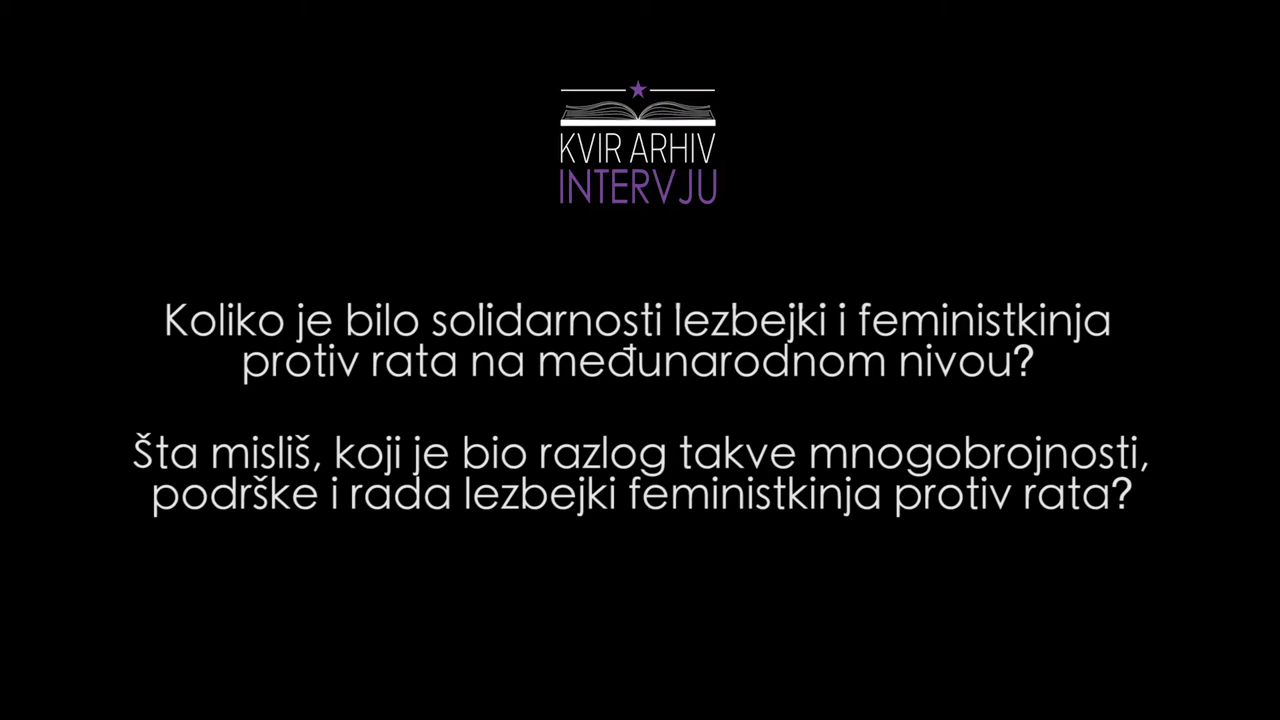 KVIR ARHIV
INTERVJU
Koliko je bilo solidarnosti lezbejki i feministkinja
protiv rata na međunarodnom nivou?
Šta misliš, koji je bio razlog takve mnogobrojnosti,
podrške i rada lezbejki feministkinja protiv rata?